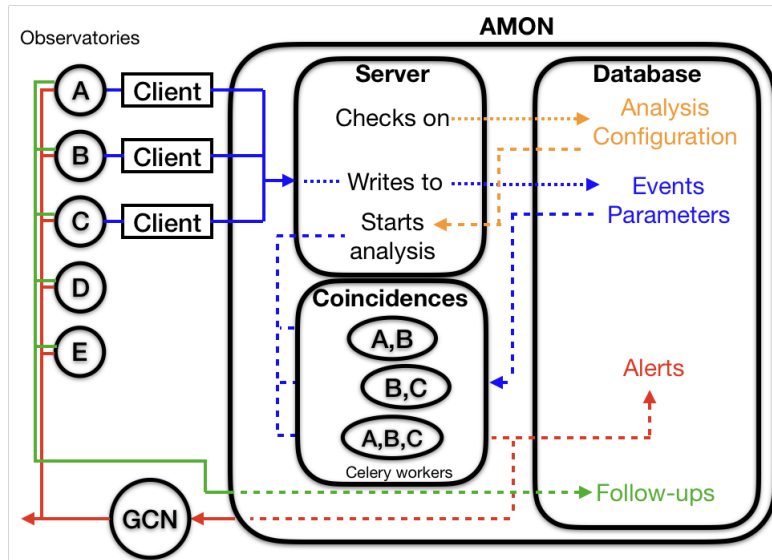 AMON
Observatories
A
Client
B
Client
C
Client
D
E
GCN
Server
Checks on
Writes to
Starts
analysis
Coincidences
A,B
B,C
A,B,C
Celery workers
Database
Analysis
Configuration
Events
Parameters
Alerts
Follow-ups